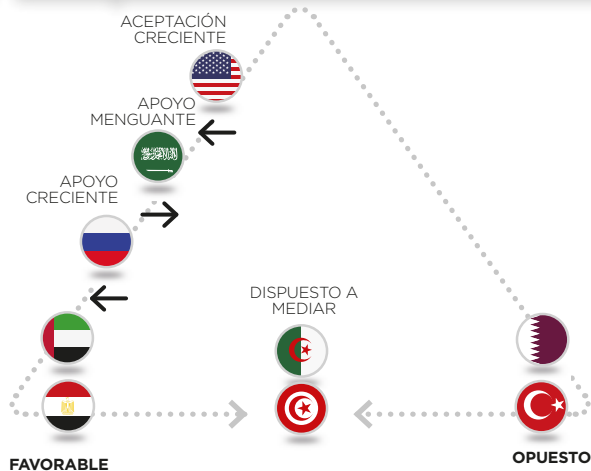 ACEPTACIÓN
CRECIENTE
APOYO
MENGUANTE
APOYO
CRECIENTE
DISPUESTO A
MEDIAR
FAVORABLE
OPUESTO